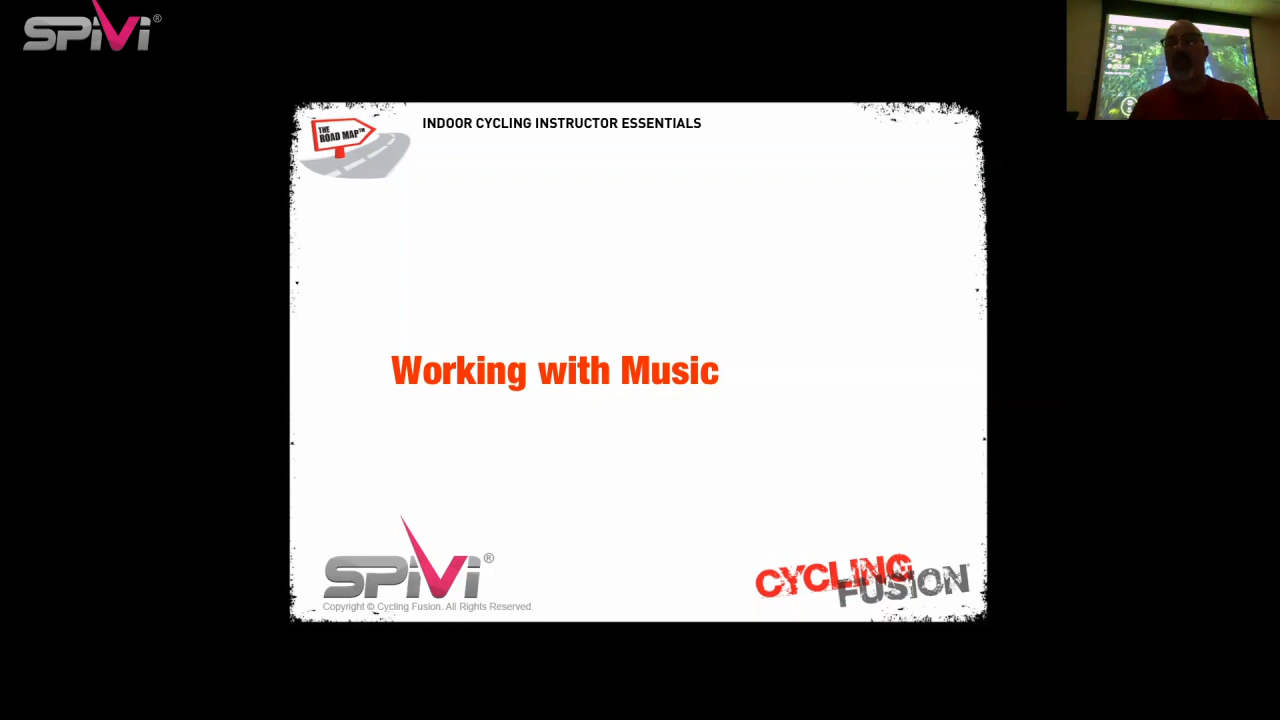 SPiVi®
THE
ROAD MAP™
INDOOR CYCLING INSTRUCTOR ESSENTIALS
Working with Music
SPiVi®
Copyright © Cycling Fusion. All Rights Reserved.
CYCLING
FUSION